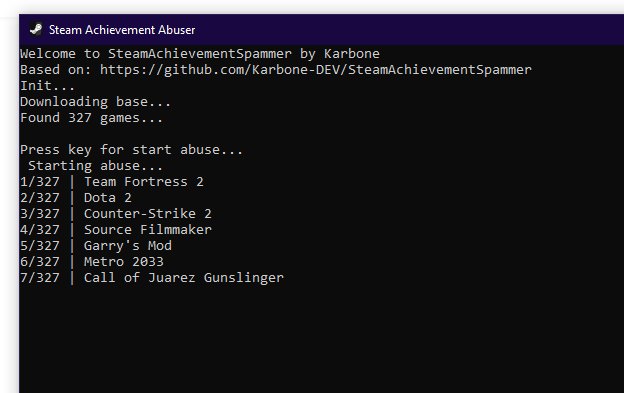 Steam Achievement Abuser
Welcome to SteamAchievementSpammer by Karbone
Based on: https://github.com/Karbone-DEV/SteamAchievementSpammer
Init...
Downloading base...
Found 327 games...
Press key for start abuse...
Starting abuse...
1/327 | Team Fortress 2
2/327 | Dota 2
3/327 | Counter-Strike 2
4/327 | Source Filmmaker
5/327 | Garry's Mod
6/327 | Metro 2033
7/327 | Call of Juarez Gunslinger